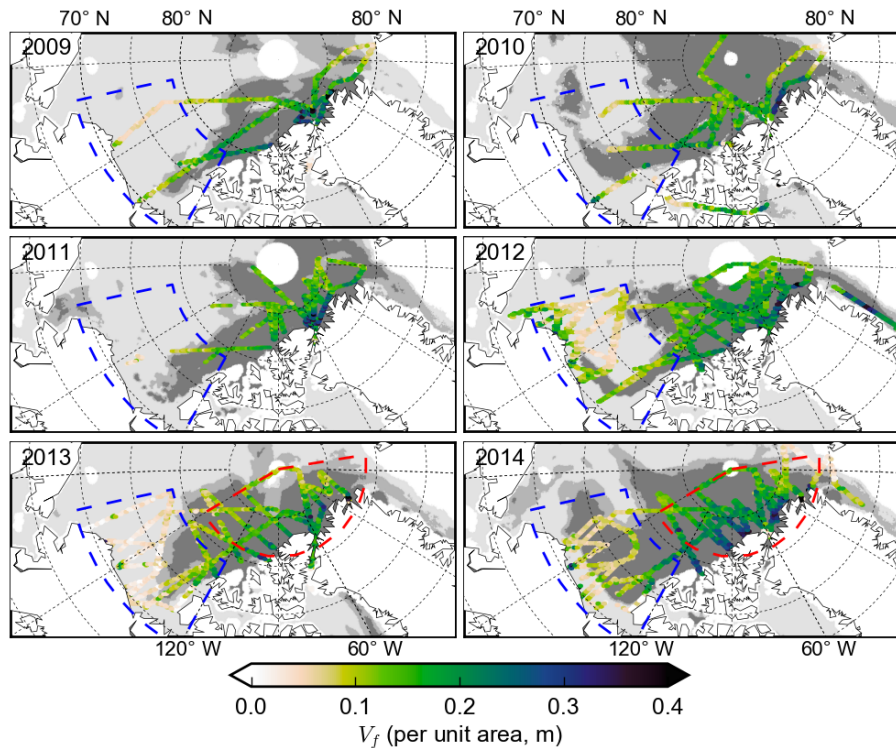 70° N 80° N 80° N 70° N 80° N 80° N
2009 2010
2011 2012
2013 2014
120° W 60° W 120° W 60° W
0.0 0.1 0.2 0.3 0.4
V_f (per unit area, m)